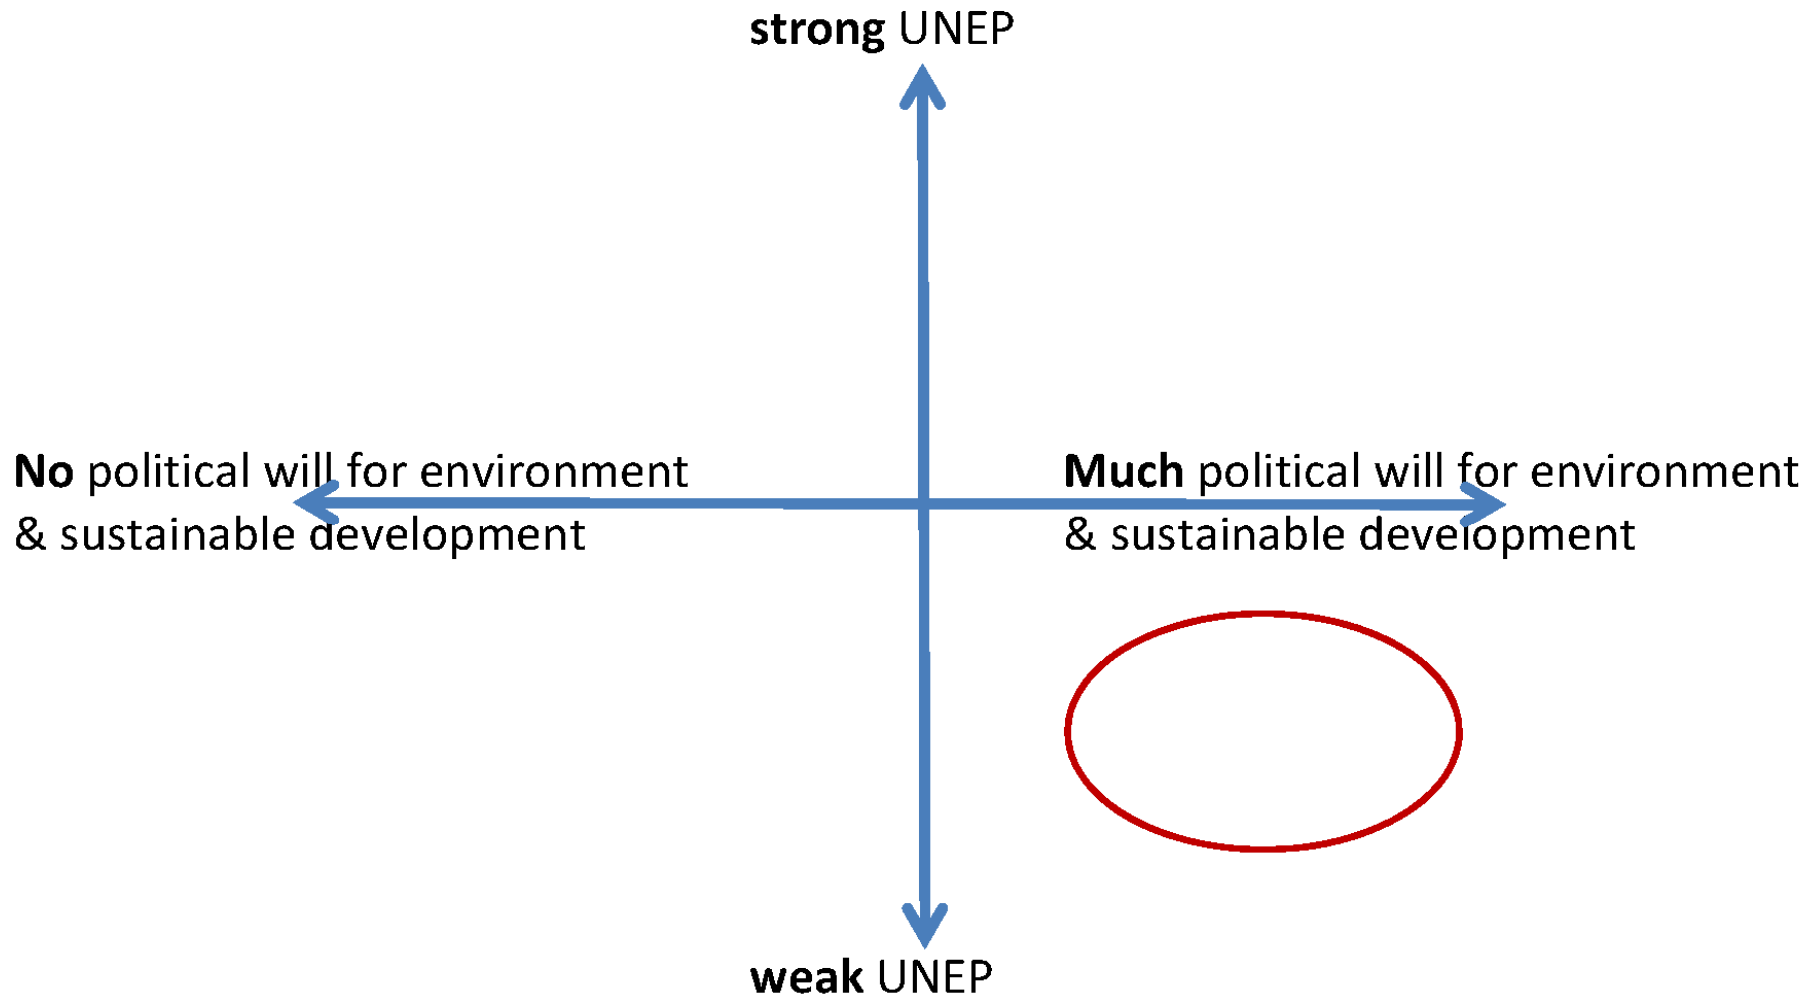 strong UNEP
No political will for environment
& sustainable development
Much political will for environment
& sustainable development
weak UNEP